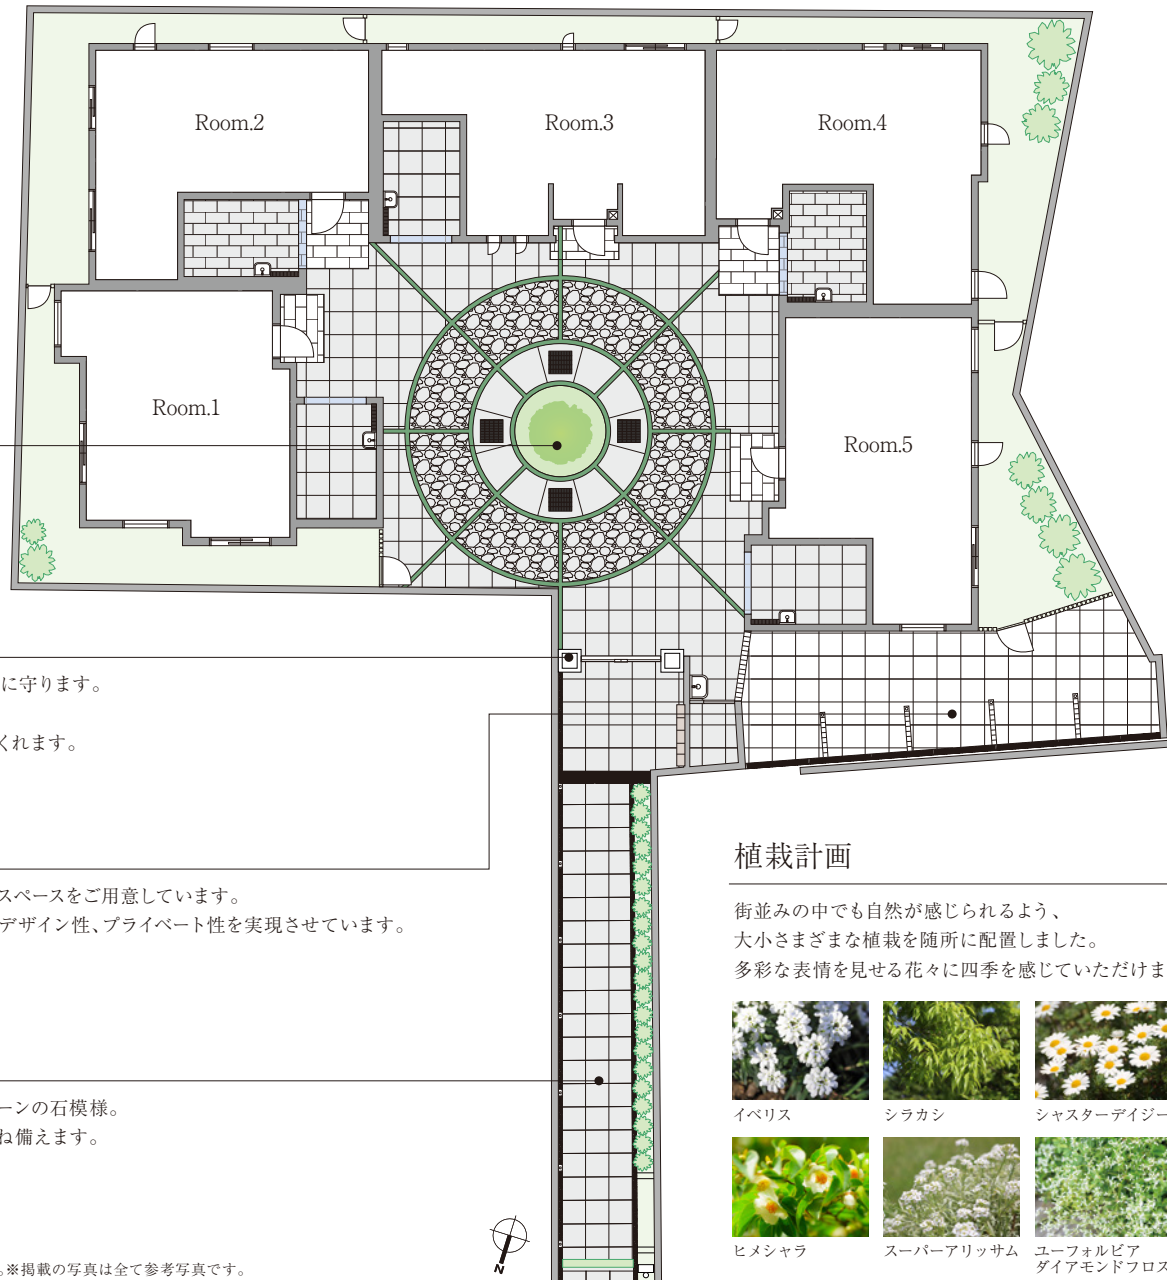 Room.2
Room.3
Room.4
Room.1
Room.5
に守ります。
くれます。
スペースをご用意しています。
デザイン性、プライベート性を実現させています。
ーンの石模様。
ね備えます。
N
。※掲載の写真は全て参考写真です。
植栽計画
街並みの中でも自然が感じられるよう、
大小さまざまな植栽を随所に配置しました。
多彩な表情を見せる花々に四季を感じていただけま
イベリス
シラカシ
シャスターデイジー
ヒメシャラ
スーパーアリッサム
ユーフォルビア
ダイアモンドフロス